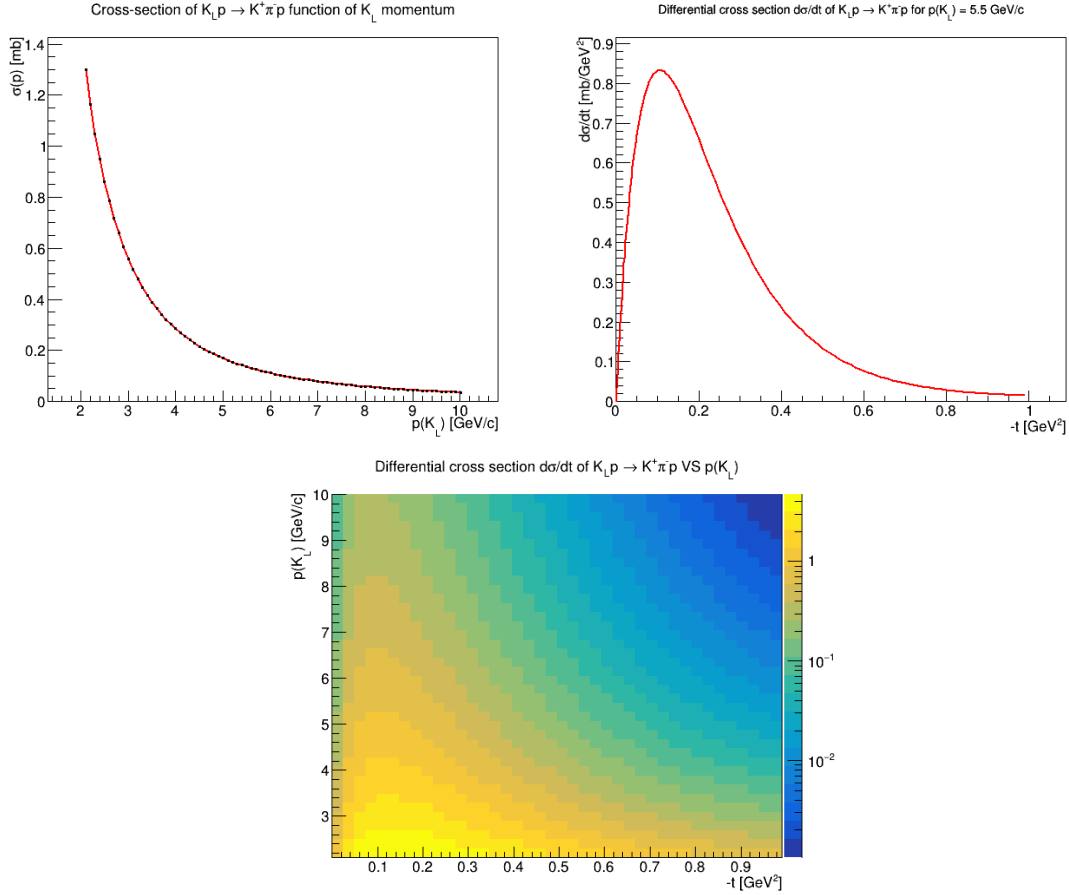 Cross-section of K_L p → K⁺π⁻p function of K_L momentum
σ(p) [mb]
1.4
1.2
1
0.8
0.6
0.4
0.2
0
2 3 4 5 6 7 8 9 10
p(K_L) [GeV/c]
Differential cross section dσ/dt of K_L p → K⁺π⁻p for p(K_L) = 5.5 GeV/c
dσ/dt [mb/GeV²]
0.9
0.8
0.7
0.6
0.5
0.4
0.3
0.2
0.1
0
0 0.2 0.4 0.6 0.8 1
-t [GeV²]
Differential cross section dσ/dt of K_L p → K⁺π⁻p VS p(K_L)
p(K_L) [GeV/c]
10
9
8
7
6
5
4
3
0.1 0.2 0.3 0.4 0.5 0.6 0.7 0.8 0.9
-t [GeV²]
1
10⁻¹
10⁻²